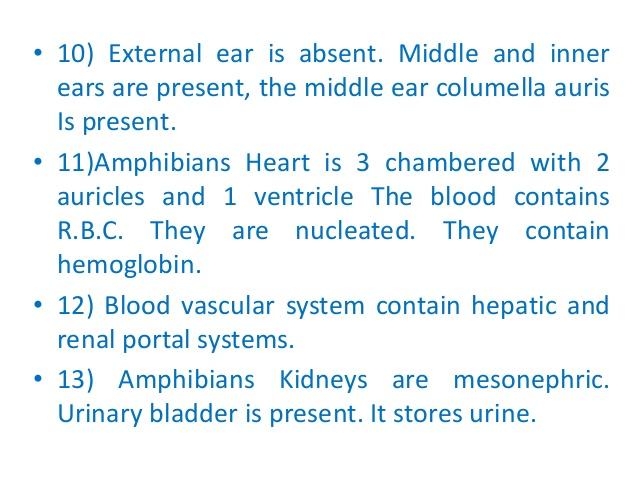 • 10) External ear is absent. Middle and inner
ears are present, the middle ear columella auris
Is present.
• 11)Amphibians Heart is 3 chambered with 2
auricles and 1 ventricle The blood contains
R.B.C. They are nucleated. They contain
hemoglobin.
• 12) Blood vascular system contain hepatic and
renal portal systems.
• 13) Amphibians Kidneys are mesonephric.
Urinary bladder is present. It stores urine.